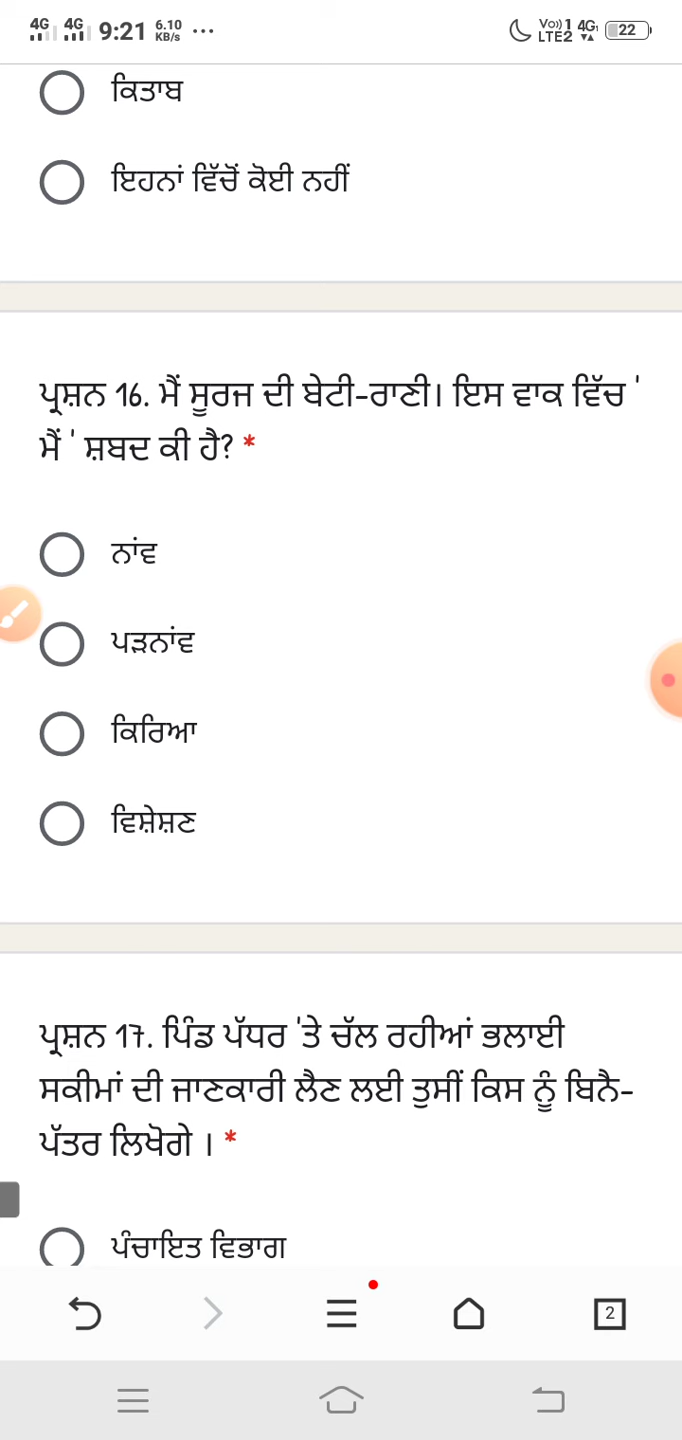 4G 4G 9:21 6.10 KB/s ... Vo)) 1 4G LTE2 22
ਕਿਤਾਬ
ਇਹਨਾਂ ਵਿੱਚੋਂ ਕੋਈ ਨਹੀਂ
ਪ੍ਰਸ਼ਨ 16. ਮੈਂ ਸੂਰਜ ਦੀ ਬੇਟੀ-ਰਾਣੀ। ਇਸ ਵਾਕ ਵਿੱਚ '
ਮੈਂ ' ਸ਼ਬਦ ਕੀ ਹੈ? *
ਨਾਂਵ
ਪੜਨਾਂਵ
ਕਿਰਿਆ
ਵਿਸ਼ੇਸ਼ਣ
ਪ੍ਰਸ਼ਨ 17. ਪਿੰਡ ਪੱਧਰ 'ਤੇ ਚੱਲ ਰਹੀਆਂ ਭਲਾਈ
ਸਕੀਮਾਂ ਦੀ ਜਾਣਕਾਰੀ ਲੈਣ ਲਈ ਤੁਸੀਂ ਕਿਸ ਨੂੰ ਬਿਨੈ-
ਪੱਤਰ ਲਿਖੋਗੇ । *
ਪੰਚਾਇਤ ਵਿਭਾਗ
2